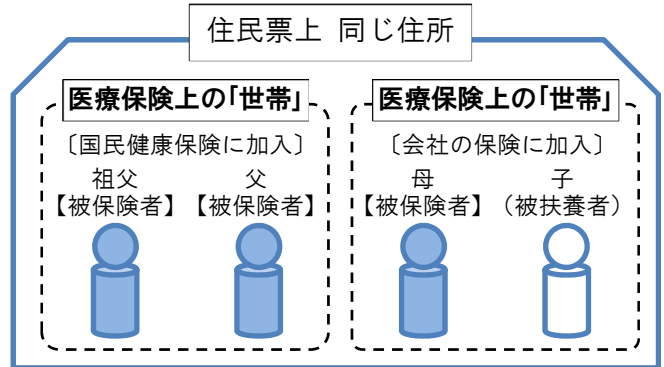 住民票上 同じ住所
医療保険上の「世帯」
〔国民健康保険に加入〕
祖父 父
【被保険者】 【被保険者】
医療保険上の「世帯」
〔会社の保険に加入〕
母 子
【被保険者】 （被扶養者）